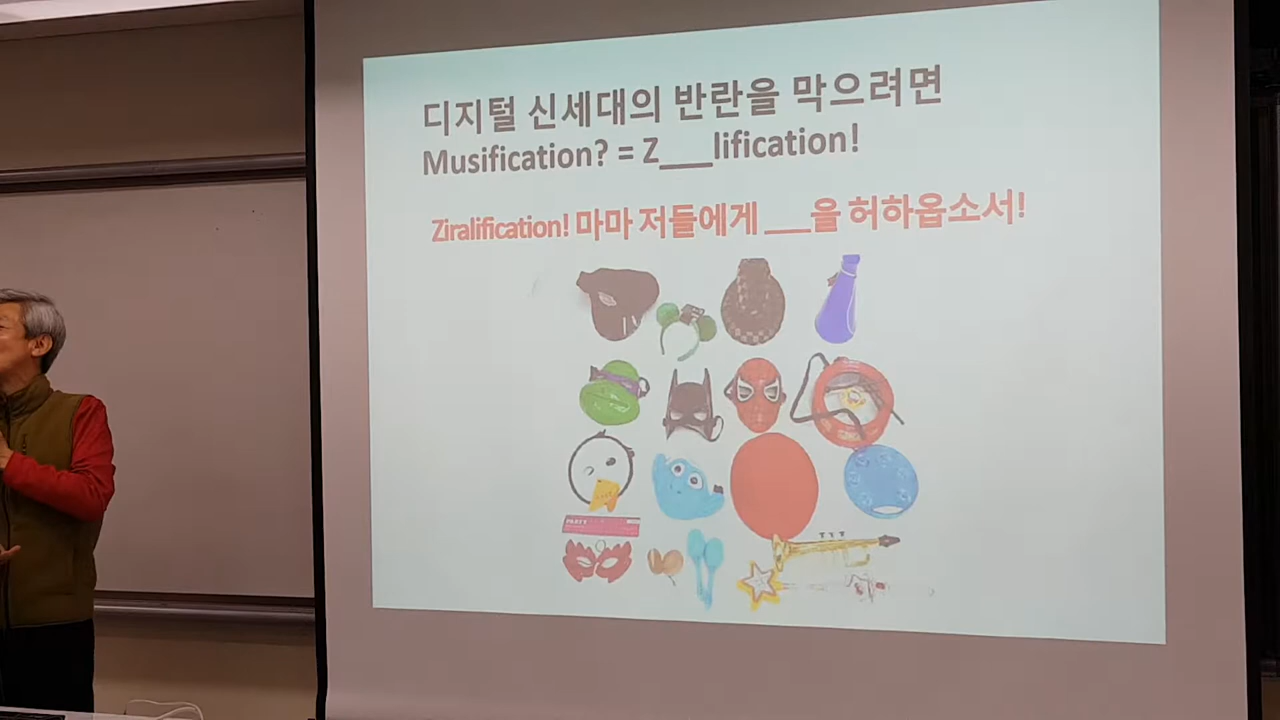 디지털 신세대의 반란을 막으려면
Musification? = Z___lification!
Ziralification! 마마 저들에게 ___을 허하옵소서!
PARTY